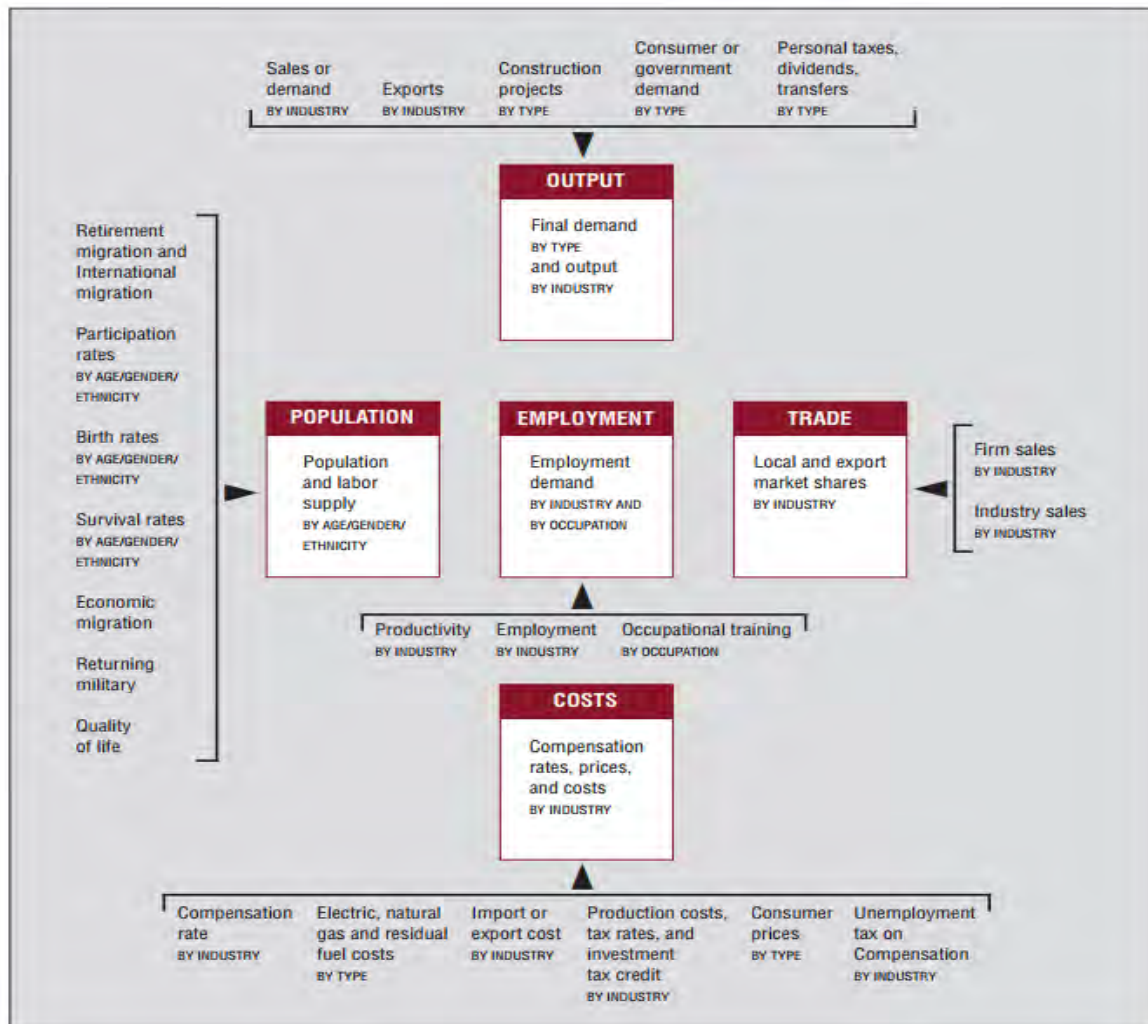 Sales or
demand
BY INDUSTRY
Exports
BY INDUSTRY
Construction
projects
BY TYPE
Consumer or
government
demand
BY TYPE
Personal taxes,
dividends,
transfers
BY TYPE
OUTPUT
Final demand
BY TYPE
and output
BY INDUSTRY
Retirement
migration and
International
migration
Participation
rates
BY AGE/GENDER/
ETHNICITY
Birth rates
BY AGE/GENDER/
ETHNICITY
Survival rates
BY AGE/GENDER/
ETHNICITY
Economic
migration
Returning
military
Quality
of life
POPULATION
Population
and labor
supply
BY AGE/GENDER/
ETHNICITY
EMPLOYMENT
Employment
demand
BY INDUSTRY AND
BY OCCUPATION
TRADE
Local and export
market shares
BY INDUSTRY
Firm sales
BY INDUSTRY
Industry sales
BY INDUSTRY
Productivity
BY INDUSTRY
Employment
BY INDUSTRY
Occupational training
BY OCCUPATION
COSTS
Compensation
rates, prices,
and costs
BY INDUSTRY
Compensation
rate
BY INDUSTRY
Electric, natural
gas and residual
fuel costs
BY TYPE
Import or
export cost
BY INDUSTRY
Production costs,
tax rates, and
investment
tax credit
BY INDUSTRY
Consumer
prices
BY TYPE
Unemployment
tax on
Compensation
BY INDUSTRY